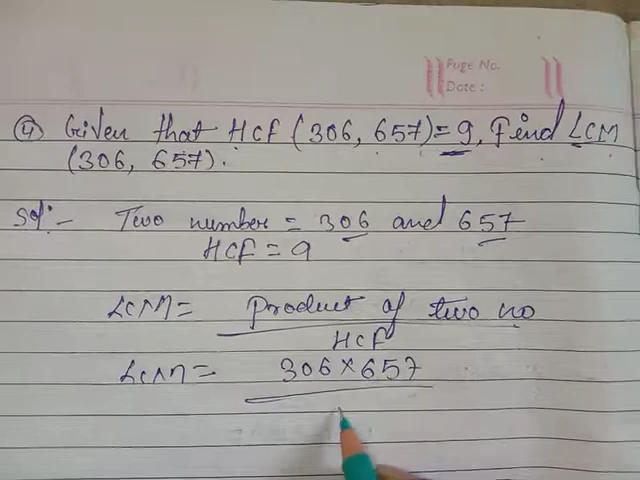 Page No.
Date :
④ Given that HCF (306, 657) = 9, Find LCM
(306, 657).
Sol:- Two number = 306 and 657
HCF = 9
LCM = Product of two no
HCF
LCM = 306 × 657